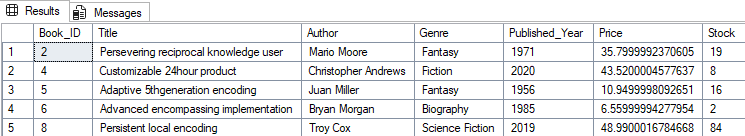 Results Messages
Book_ID Title Author Genre Published_Year Price Stock
1 2 Persevering reciprocal knowledge user Mario Moore Fantasy 1971 35.7999992370605 19
2 4 Customizable 24hour product Christopher Andrews Fiction 2020 43.5200004577637 8
3 5 Adaptive 5thgeneration encoding Juan Miller Fantasy 1956 10.9499998092651 16
4 6 Advanced encompassing implementation Bryan Morgan Biography 1985 6.55999994277954 2
5 8 Persistent local encoding Troy Cox Science Fiction 2019 48.9900016784668 84